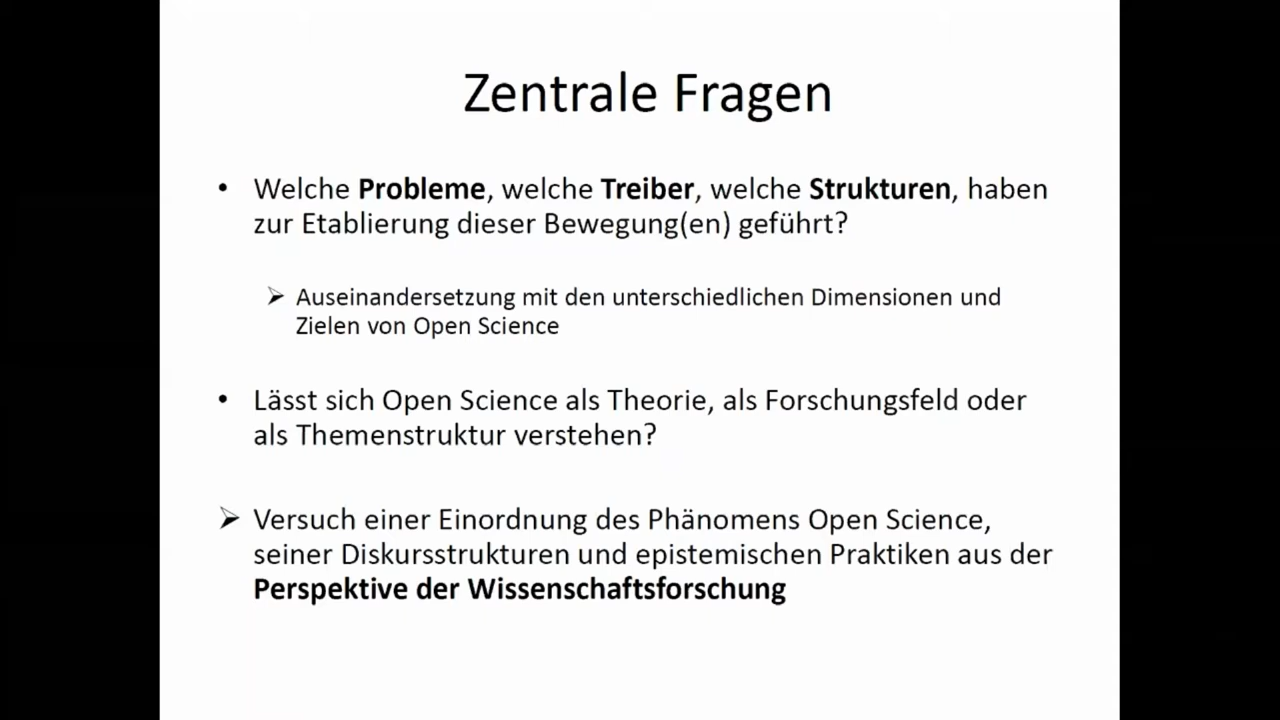 Zentrale Fragen
• Welche Probleme, welche Treiber, welche Strukturen, haben
zur Etablierung dieser Bewegung(en) geführt?
➢ Auseinandersetzung mit den unterschiedlichen Dimensionen und
Zielen von Open Science
• Lässt sich Open Science als Theorie, als Forschungsfeld oder
als Themenstruktur verstehen?
➢ Versuch einer Einordnung des Phänomens Open Science,
seiner Diskursstrukturen und epistemischen Praktiken aus der
Perspektive der Wissenschaftsforschung